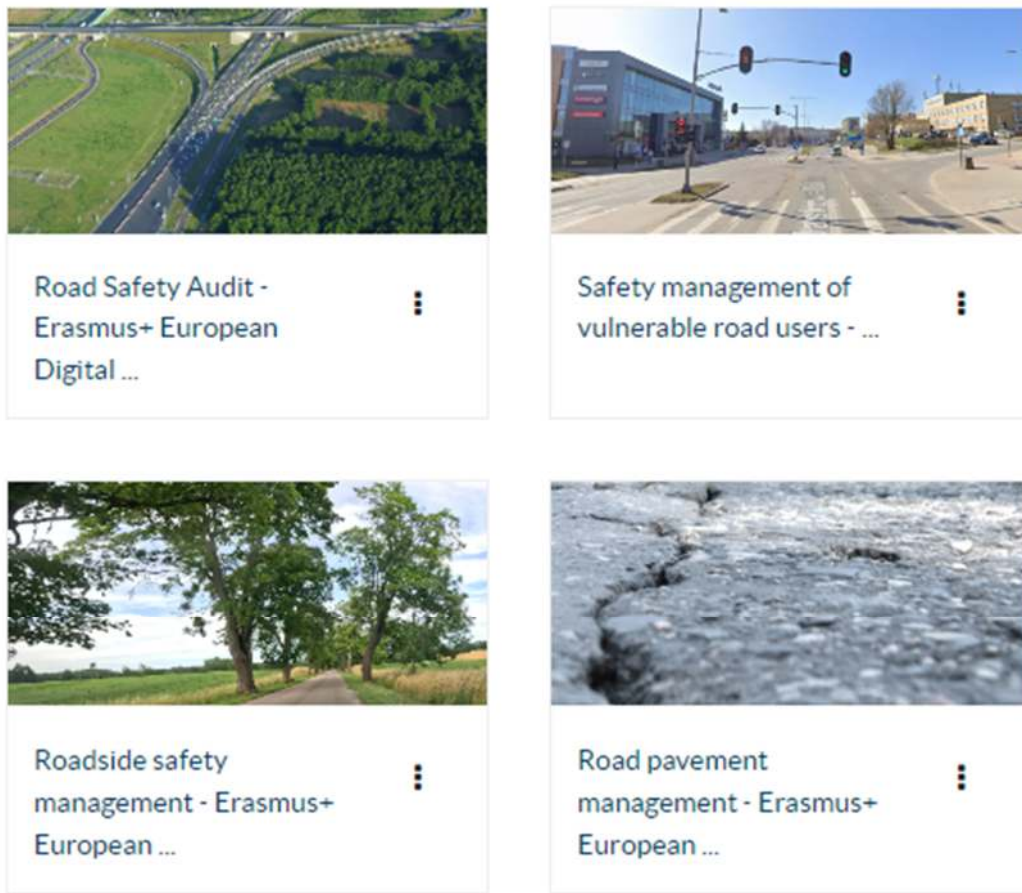 Road Safety Audit -
Erasmus+ European
Digital ...
Safety management of
vulnerable road users - ...
Roadside safety
management - Erasmus+
European ...
Road pavement
management - Erasmus+
European ...